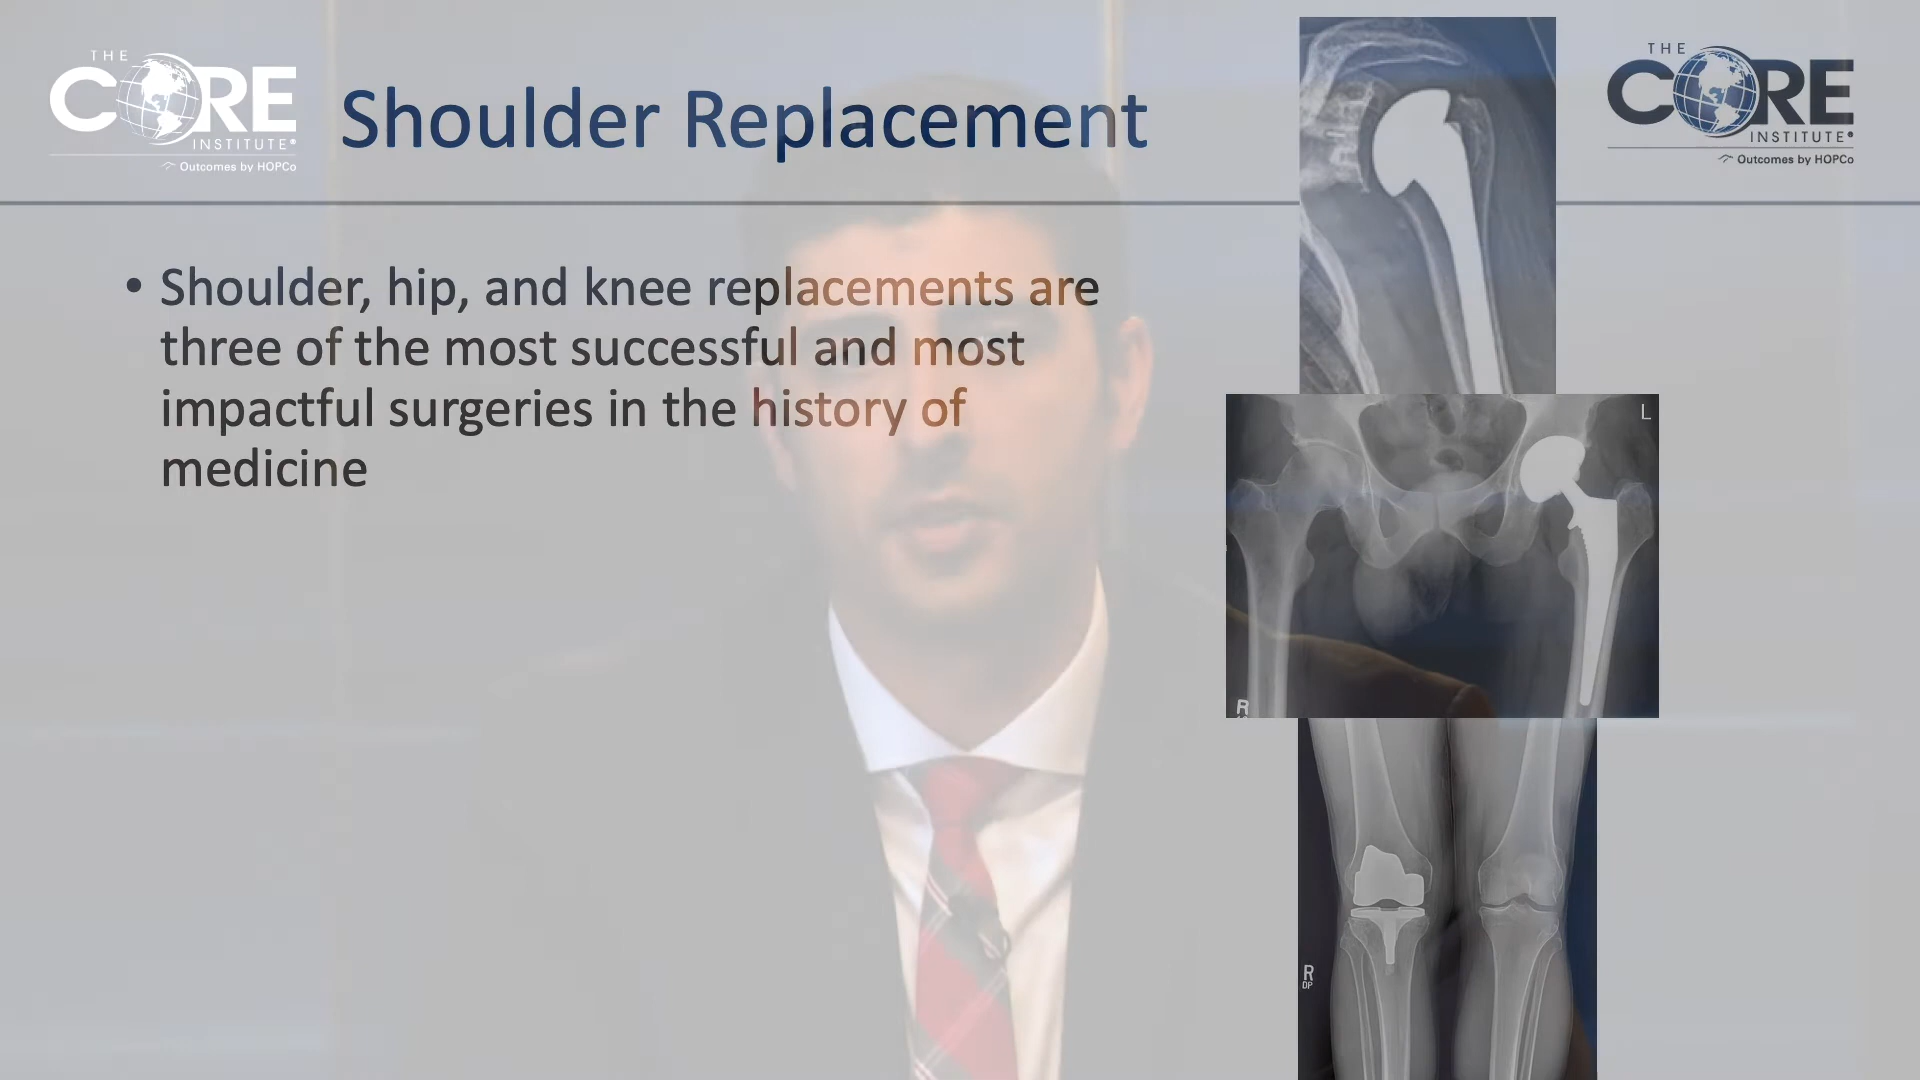 THE
CORE
INSTITUTE®
Outcomes by HOPCo
Shoulder Replacement
THE
CORE
INSTITUTE®
Outcomes by HOPCo
• Shoulder, hip, and knee replacements are
three of the most successful and most
impactful surgeries in the history of
medicine
L
R
R
DP